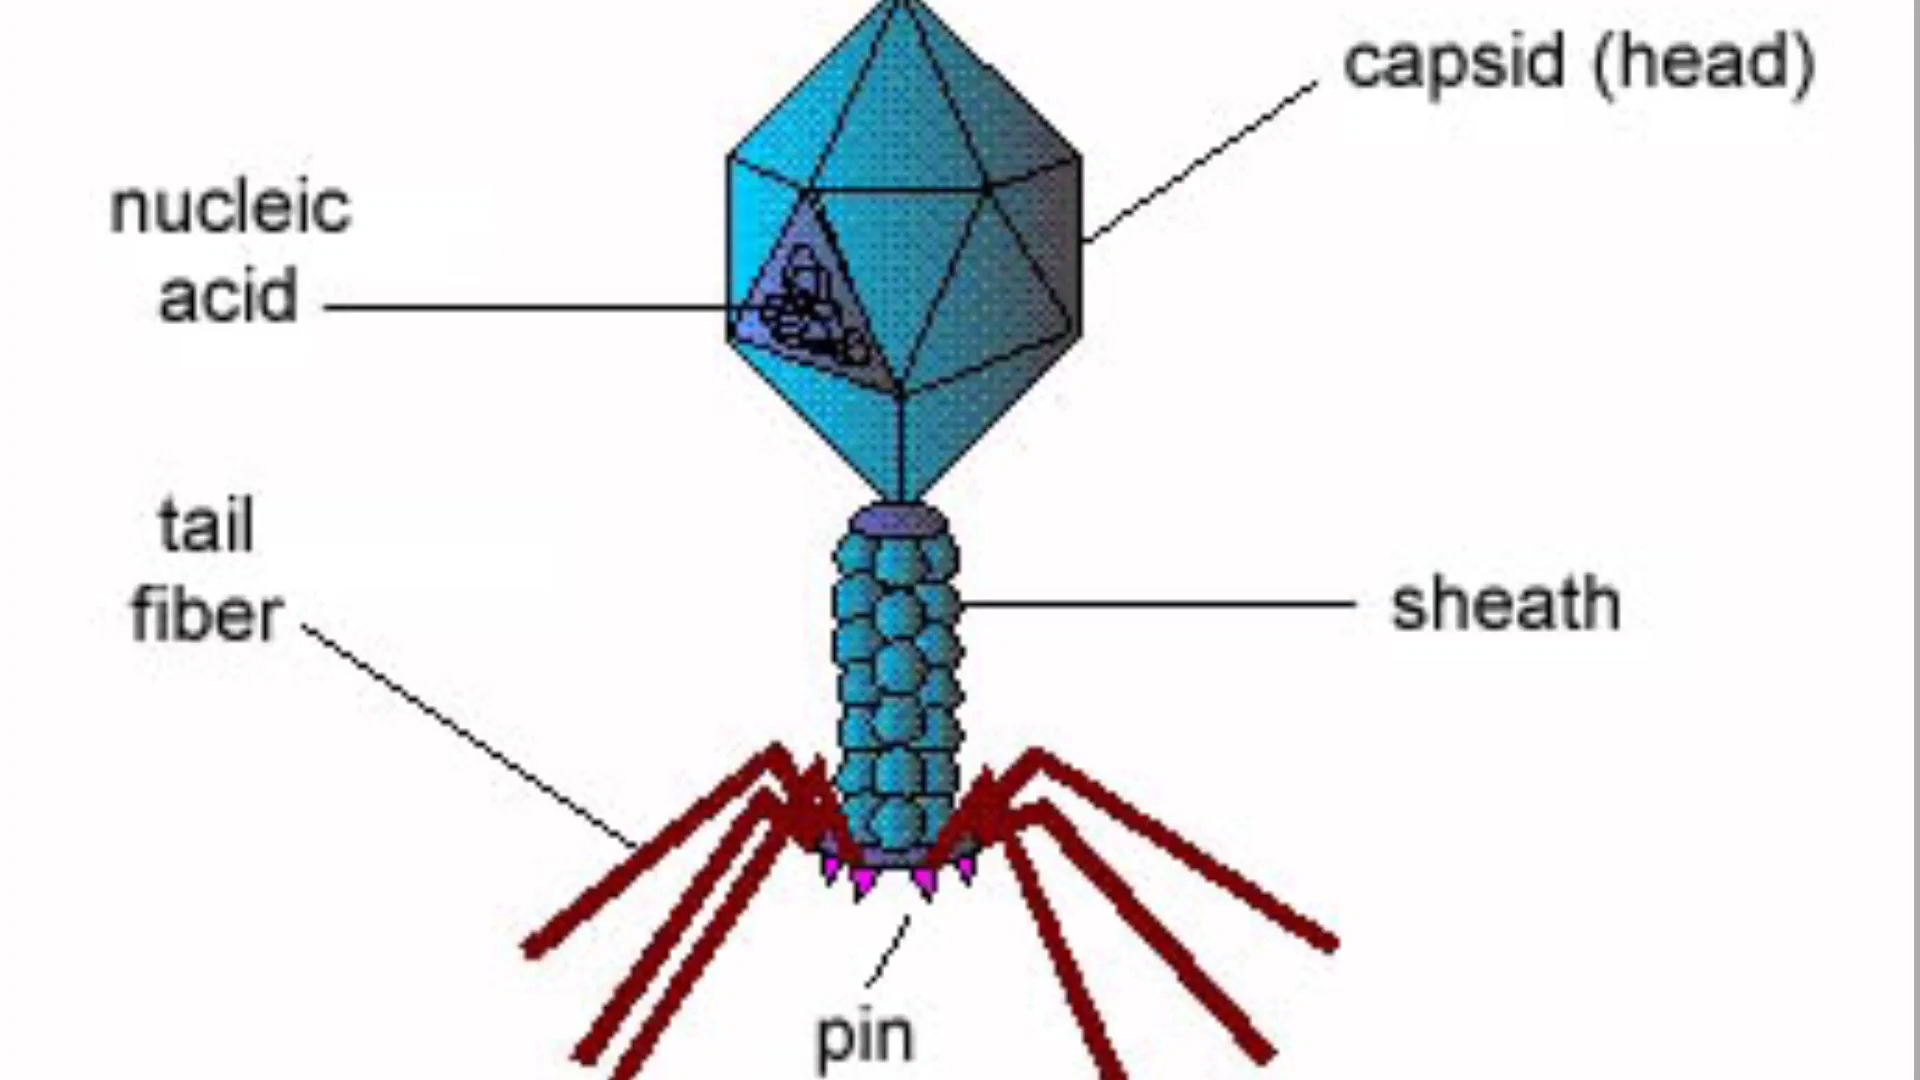 capsid (head)
nucleic
acid
tail
fiber
sheath
pin